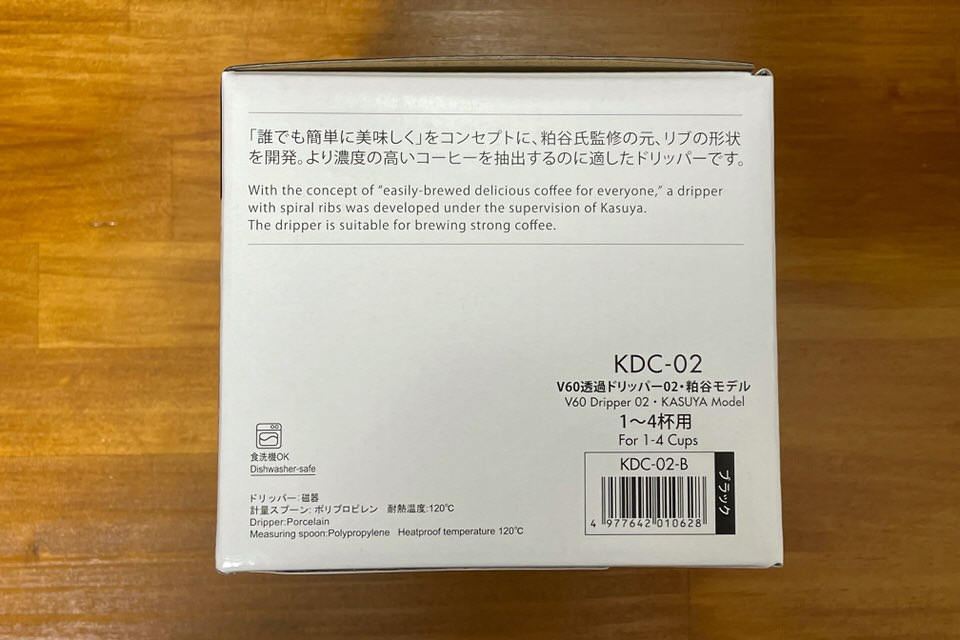 「誰でも簡単に美味しく」をコンセプトに、粕谷氏監修の元、リブの形状
を開発。より濃度の高いコーヒーを抽出するのに適したドリッパーです。
With the concept of “easily-brewed delicious coffee for everyone,” a dripper
with spiral ribs was developed under the supervision of Kasuya.
The dripper is suitable for brewing strong coffee.
KDC-02
V60透過ドリッパー02・粕谷モデル
V60 Dripper 02・KASUYA Model
1〜4杯用
For 1-4 Cups
KDC-02-B
ブラック
4 977642 010628
食洗機OK
Dishwasher-safe
ドリッパー:磁器
計量スプーン:ポリプロピレン 耐熱温度:120℃
Dripper:Porcelain
Measuring spoon:Polypropylene Heatproof temperature 120℃